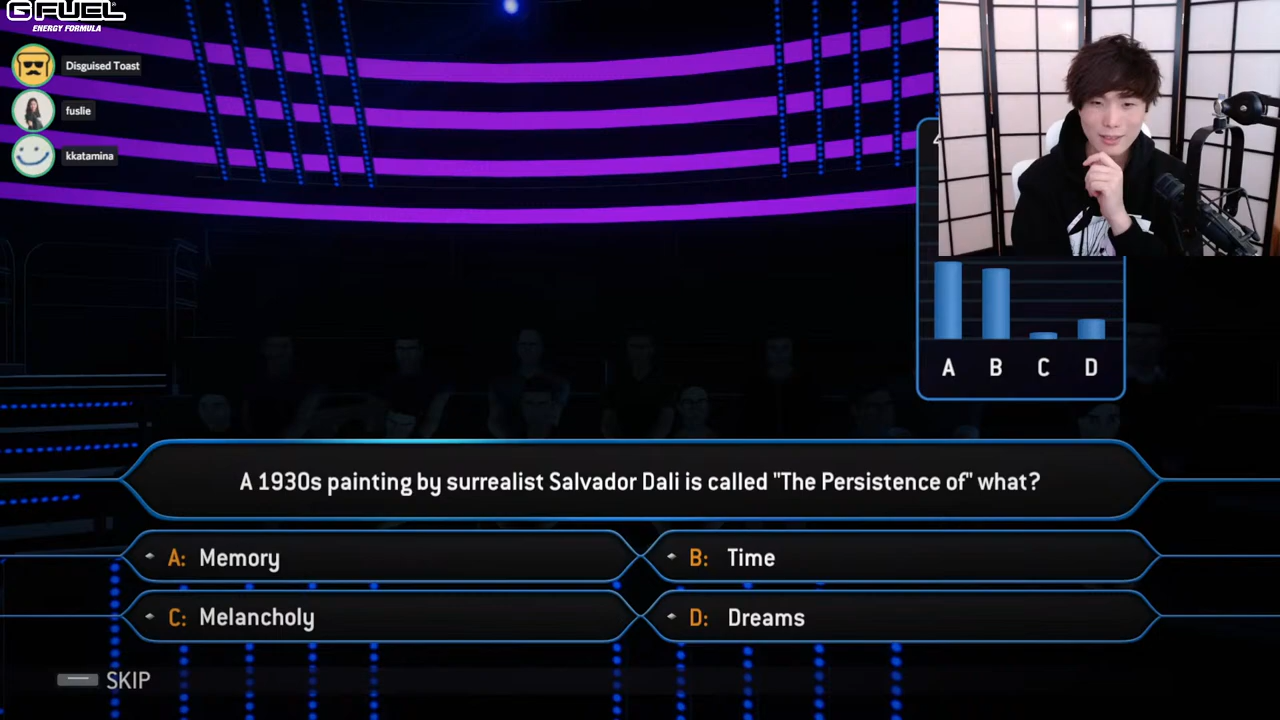 G FUEL
ENERGY FORMULA
Disguised Toast
fuslie
kkatamina
A B C D
A 1930s painting by surrealist Salvador Dali is called "The Persistence of" what?
A: Memory
B: Time
C: Melancholy
D: Dreams
SKIP